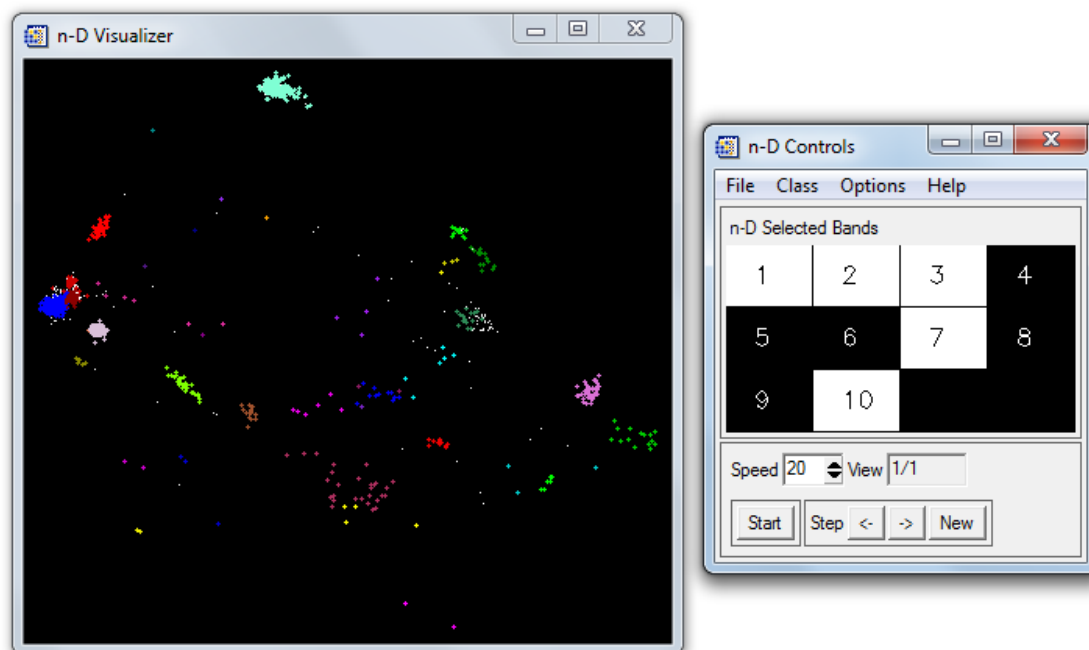 n-D Visualizer
n-D Controls
File Class Options Help
n-D Selected Bands
1 2 3 4
5 6 7 8
9 10
Speed 20 View 1/1
Start Step <- -> New